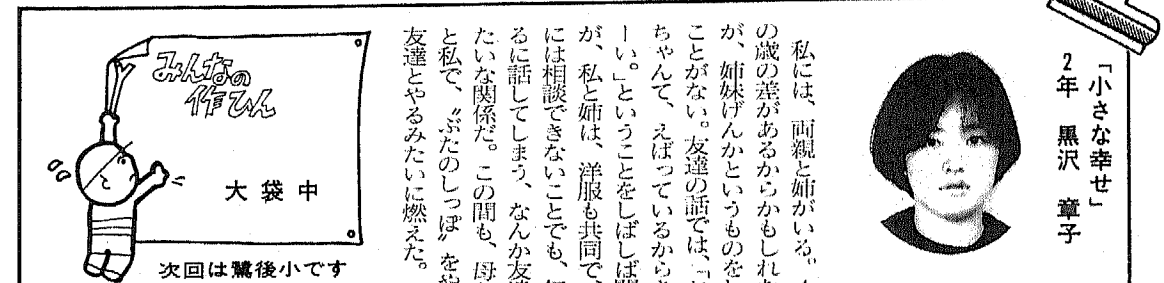 「小さな幸せ」
2年 黒沢 章子
私には、両親と姉がいる。
の歳の差があるからかもしれ
が、姉妹げんかというものを
ことがない。友達の話では、「
ちゃんて、えばっているから
ーい。」ということをしばしば
が、私と姉は、洋服も共同で、
には相談できないことでも、
るに話してしまう、なんか友
たいな関係だ。この間も、母
と私で、〝ぶたのしっぽ〟を
友達とやるみたいに燃えた。
みんなの
作ひん
大袋中
次回は鷺後小です